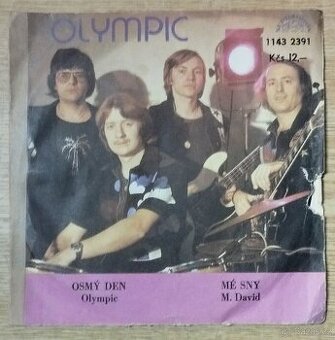 OLYMPIC
1143 2391
Kčs 12,–
OSMÝ DEN
Olympic
MÉ SNY
M. David